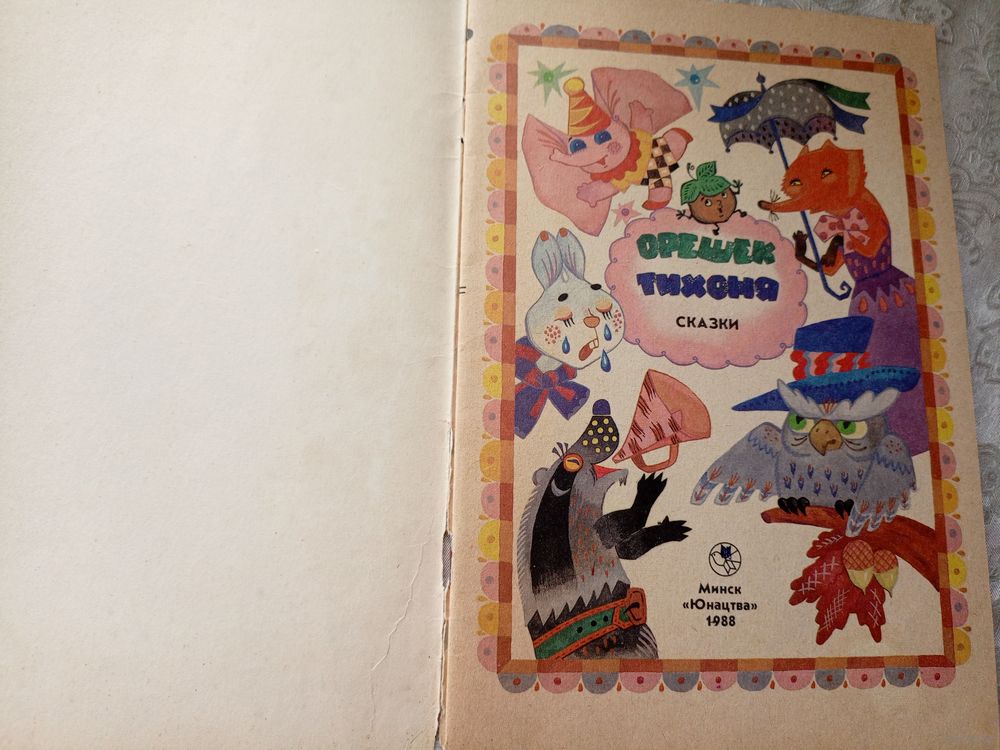 ОРЕШЕК
ТИХОНЯ
СКАЗКИ
Минск
«Юнацтва»
1988